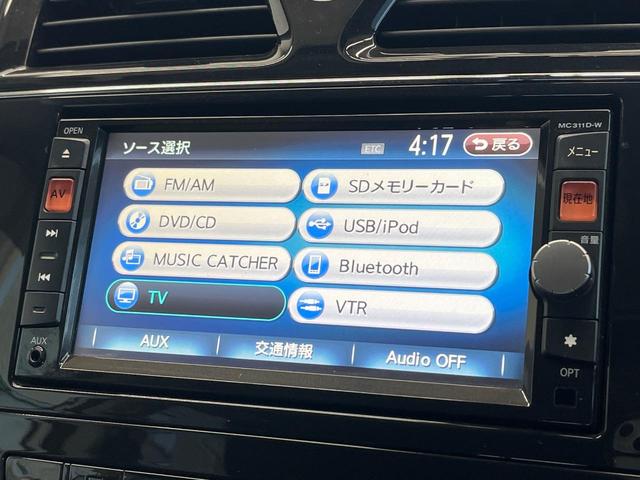 OPEN
MC311D-W
ソース選択
ETC
4:17
戻る
メニュー
AV
現在地
FM/AM
SDメモリーカード
DVD/CD
USB/iPod
音量
MUSIC CATCHER
Bluetooth
TV
VTR
AUX
AUX
交通情報
Audio OFF
OPT